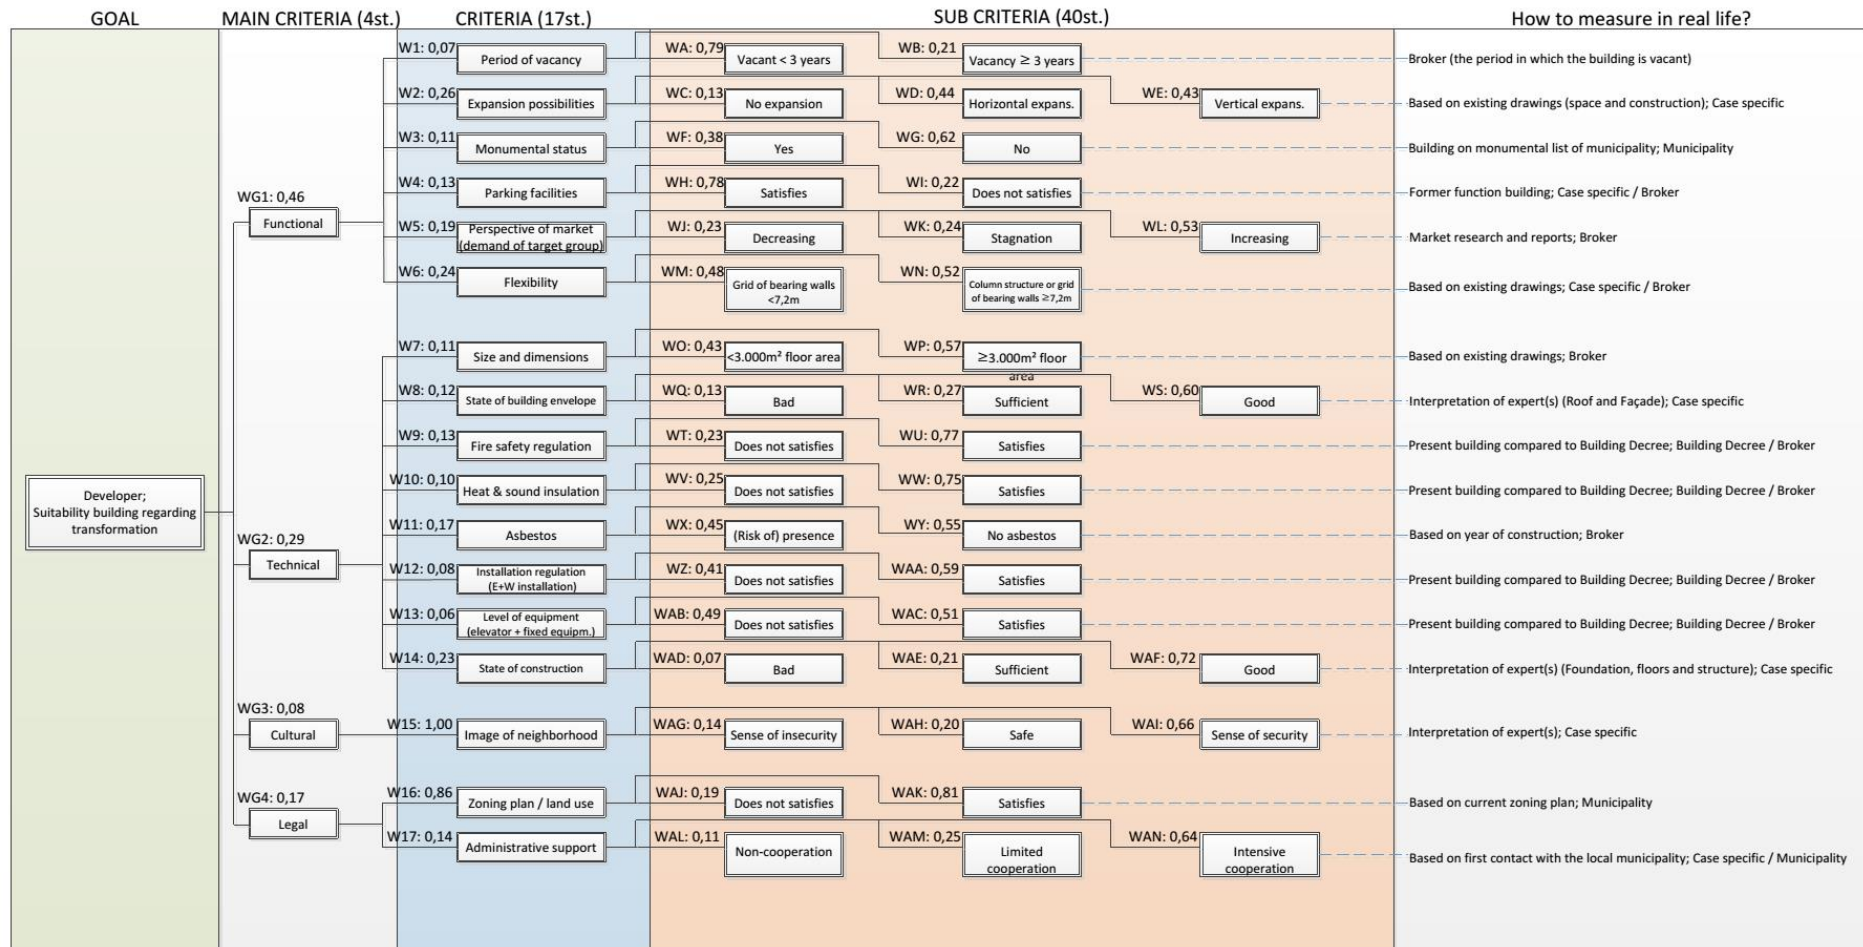 GOAL
MAIN CRITERIA (4st.)
CRITERIA (17st.)
SUB CRITERIA (40st.)
How to measure in real life?
Developer;
Suitability building regarding
transformation
WG1: 0,46
Functional
W1: 0,07
Period of vacancy
WA: 0,79
Vacant < 3 years
WB: 0,21
Vacancy ≥ 3 years
Broker (the period in which the building is vacant)
W2: 0,26
Expansion possibilities
WC: 0,13
No expansion
WD: 0,44
Horizontal expans.
WE: 0,43
Vertical expans.
Based on existing drawings (space and construction); Case specific
W3: 0,11
Monumental status
WF: 0,38
Yes
WG: 0,62
No
Building on monumental list of municipality; Municipality
W4: 0,13
Parking facilities
WH: 0,78
Satisfies
WI: 0,22
Does not satisfies
Former function building; Case specific / Broker
W5: 0,19
Perspective of market
(demand of target group)
WJ: 0,23
Decreasing
WK: 0,24
Stagnation
WL: 0,53
Increasing
Market research and reports; Broker
W6: 0,24
Flexibility
WM: 0,48
Grid of bearing walls
<7,2m
WN: 0,52
Column structure or grid
of bearing walls ≥7,2m
Based on existing drawings; Case specific / Broker
WG2: 0,29
Technical
W7: 0,11
Size and dimensions
WO: 0,43
<3.000m² floor area
WP: 0,57
≥3.000m² floor
area
Based on existing drawings; Broker
W8: 0,12
State of building envelope
WQ: 0,13
Bad
WR: 0,27
Sufficient
WS: 0,60
Good
Interpretation of expert(s) (Roof and Façade); Case specific
W9: 0,13
Fire safety regulation
WT: 0,23
Does not satisfies
WU: 0,77
Satisfies
Present building compared to Building Decree; Building Decree / Broker
W10: 0,10
Heat & sound insulation
WV: 0,25
Does not satisfies
WW: 0,75
Satisfies
Present building compared to Building Decree; Building Decree / Broker
W11: 0,17
Asbestos
WX: 0,45
(Risk of) presence
WY: 0,55
No asbestos
Based on year of construction; Broker
W12: 0,08
Installation regulation
(E+W installation)
WZ: 0,41
Does not satisfies
WAA: 0,59
Satisfies
Present building compared to Building Decree; Building Decree / Broker
W13: 0,06
Level of equipment
(elevator + fixed equipm.)
WAB: 0,49
Does not satisfies
WAC: 0,51
Satisfies
Present building compared to Building Decree; Building Decree / Broker
W14: 0,23
State of construction
WAD: 0,07
Bad
WAE: 0,21
Sufficient
WAF: 0,72
Good
Interpretation of expert(s) (Foundation, floors and structure); Case specific
WG3: 0,08
Cultural
W15: 1,00
Image of neighborhood
WAG: 0,14
Sense of insecurity
WAH: 0,20
Safe
WAI: 0,66
Sense of security
Interpretation of expert(s); Case specific
WG4: 0,17
Legal
W16: 0,86
Zoning plan / land use
WAJ: 0,19
Does not satisfies
WAK: 0,81
Satisfies
Based on current zoning plan; Municipality
W17: 0,14
Administrative support
WAL: 0,11
Non-cooperation
WAM: 0,25
Limited
cooperation
WAN: 0,64
Intensive
cooperation
Based on first contact with the local municipality; Case specific / Municipality